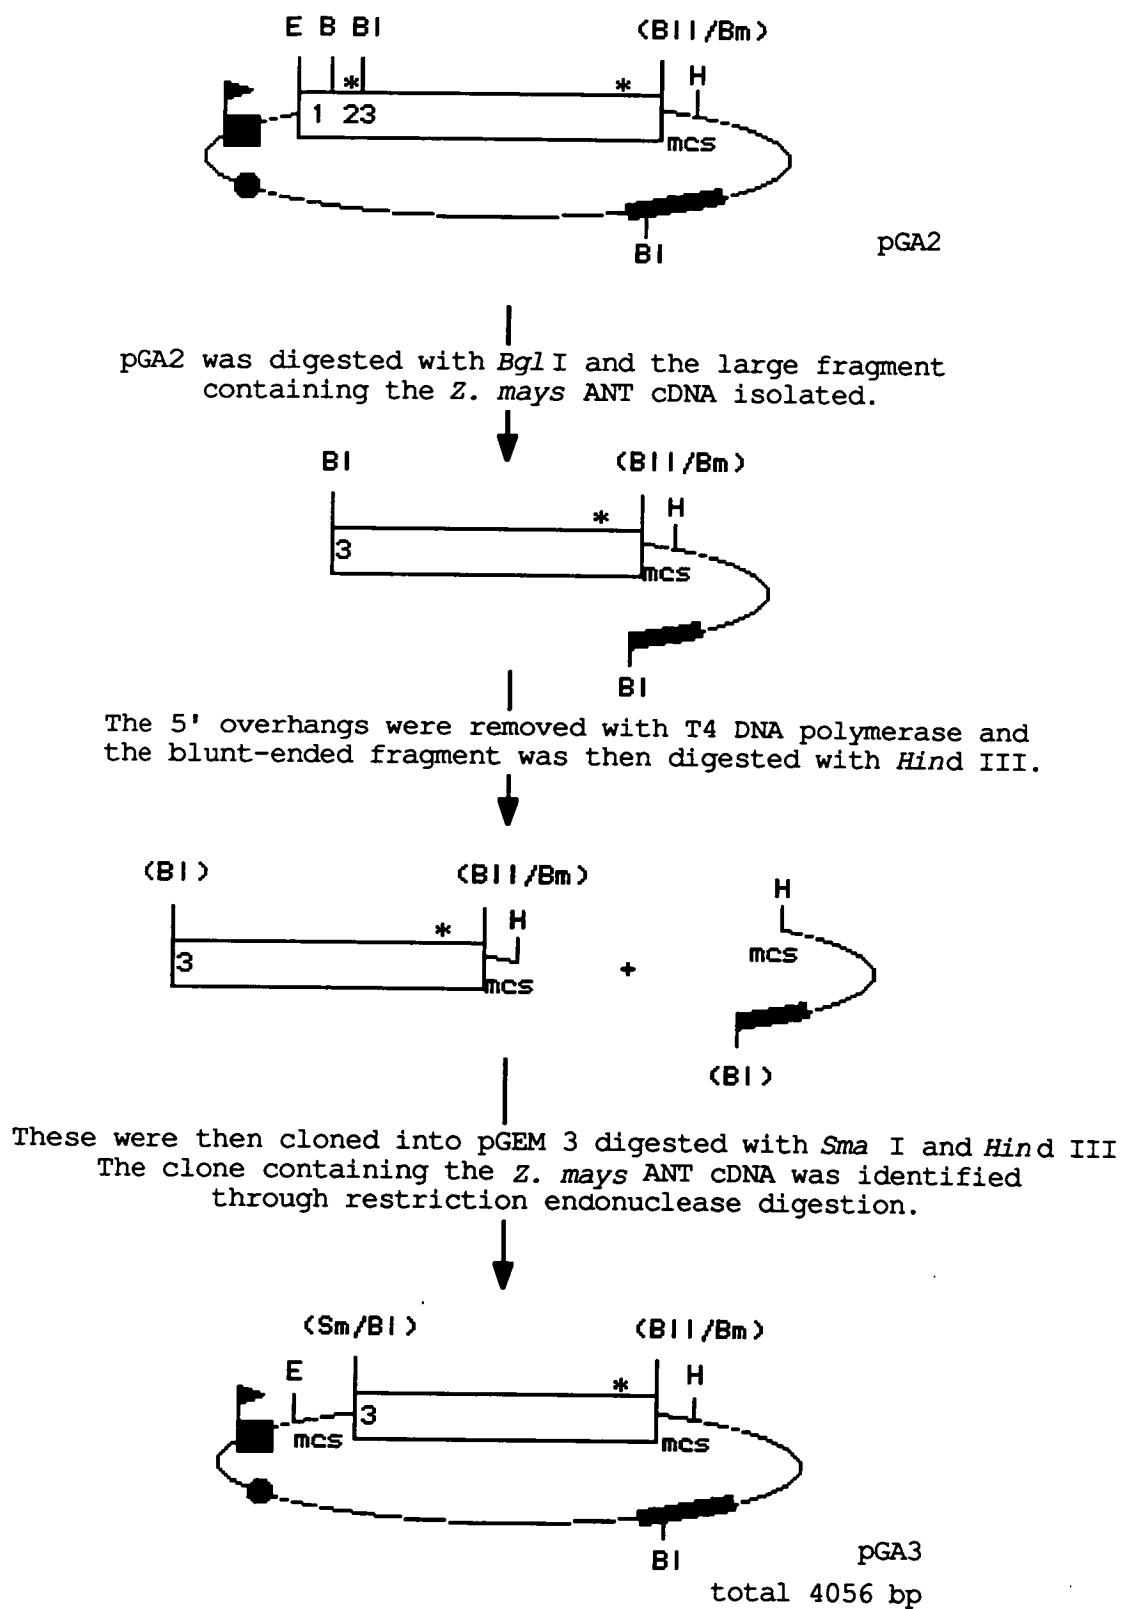 E B BI (BII/Bm)
* * H
1 23
mcs
BI
pGA2
pGA2 was digested with Bgl I and the large fragment
containing the Z. mays ANT cDNA isolated.
BI (BII/Bm)
* H
3
mcs
BI
The 5' overhangs were removed with T4 DNA polymerase and
the blunt-ended fragment was then digested with Hind III.
(BI) (BII/Bm) H
* H
3 mcs
mcs +
(BI)
These were then cloned into pGEM 3 digested with Sma I and Hind III
The clone containing the Z. mays ANT cDNA was identified
through restriction endonuclease digestion.
(Sm/BI) (BII/Bm)
E * H
3
mcs mcs
BI
pGA3
total 4056 bp